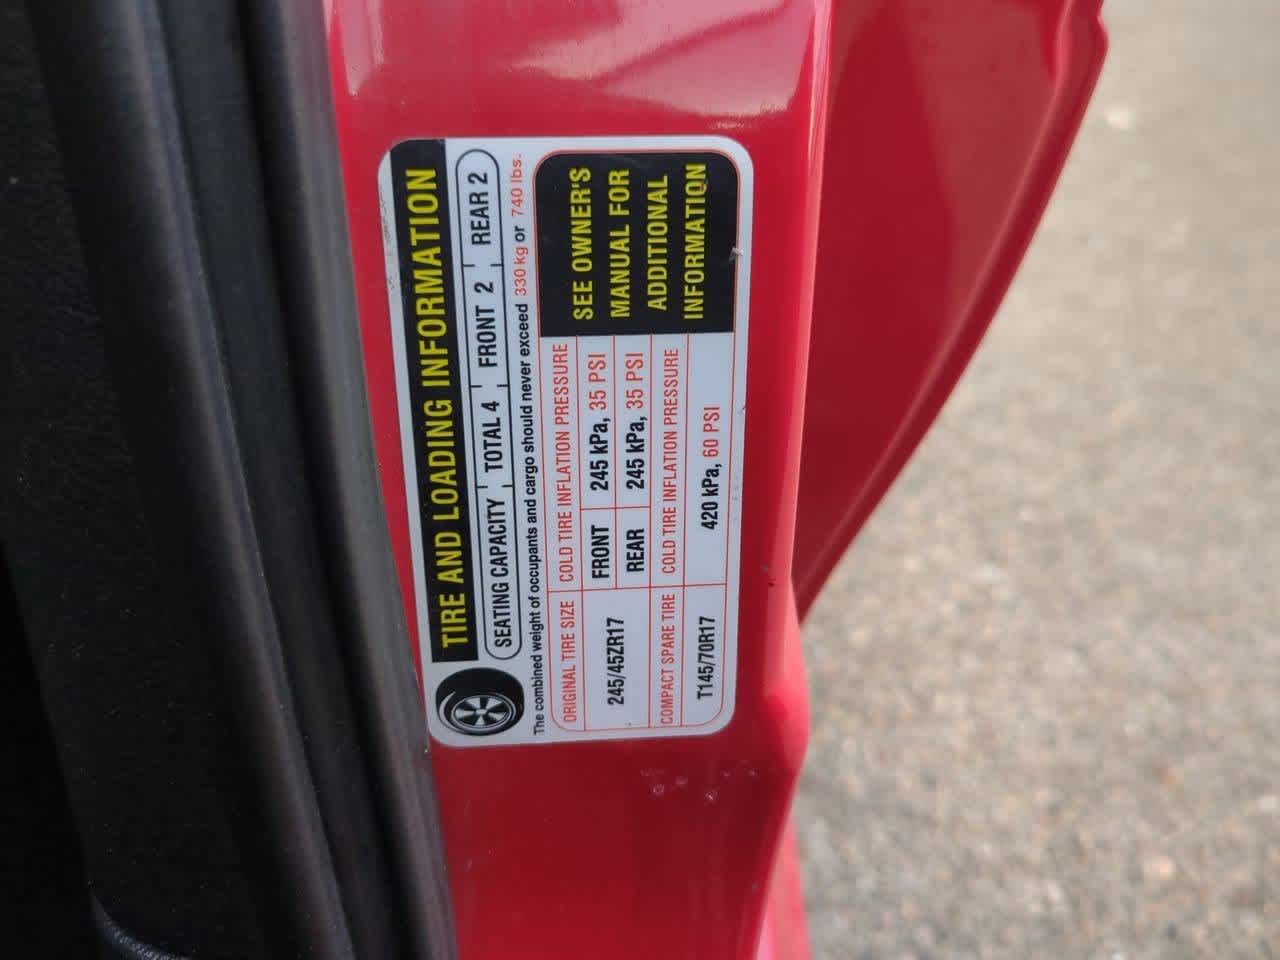 TIRE AND LOADING INFORMATION
SEATING CAPACITY TOTAL 4 FRONT 2 REAR 2
The combined weight of occupants and cargo should never exceed 330 kg or 740 lbs.
ORIGINAL TIRE SIZE COLD TIRE INFLATION PRESSURE
245/45ZR17 FRONT 245 kPa, 35 PSI
REAR 245 kPa, 35 PSI
COMPACT SPARE TIRE COLD TIRE INFLATION PRESSURE
T145/70R17 420 kPa, 60 PSI
SEE OWNER'S
MANUAL FOR
ADDITIONAL
INFORMATION